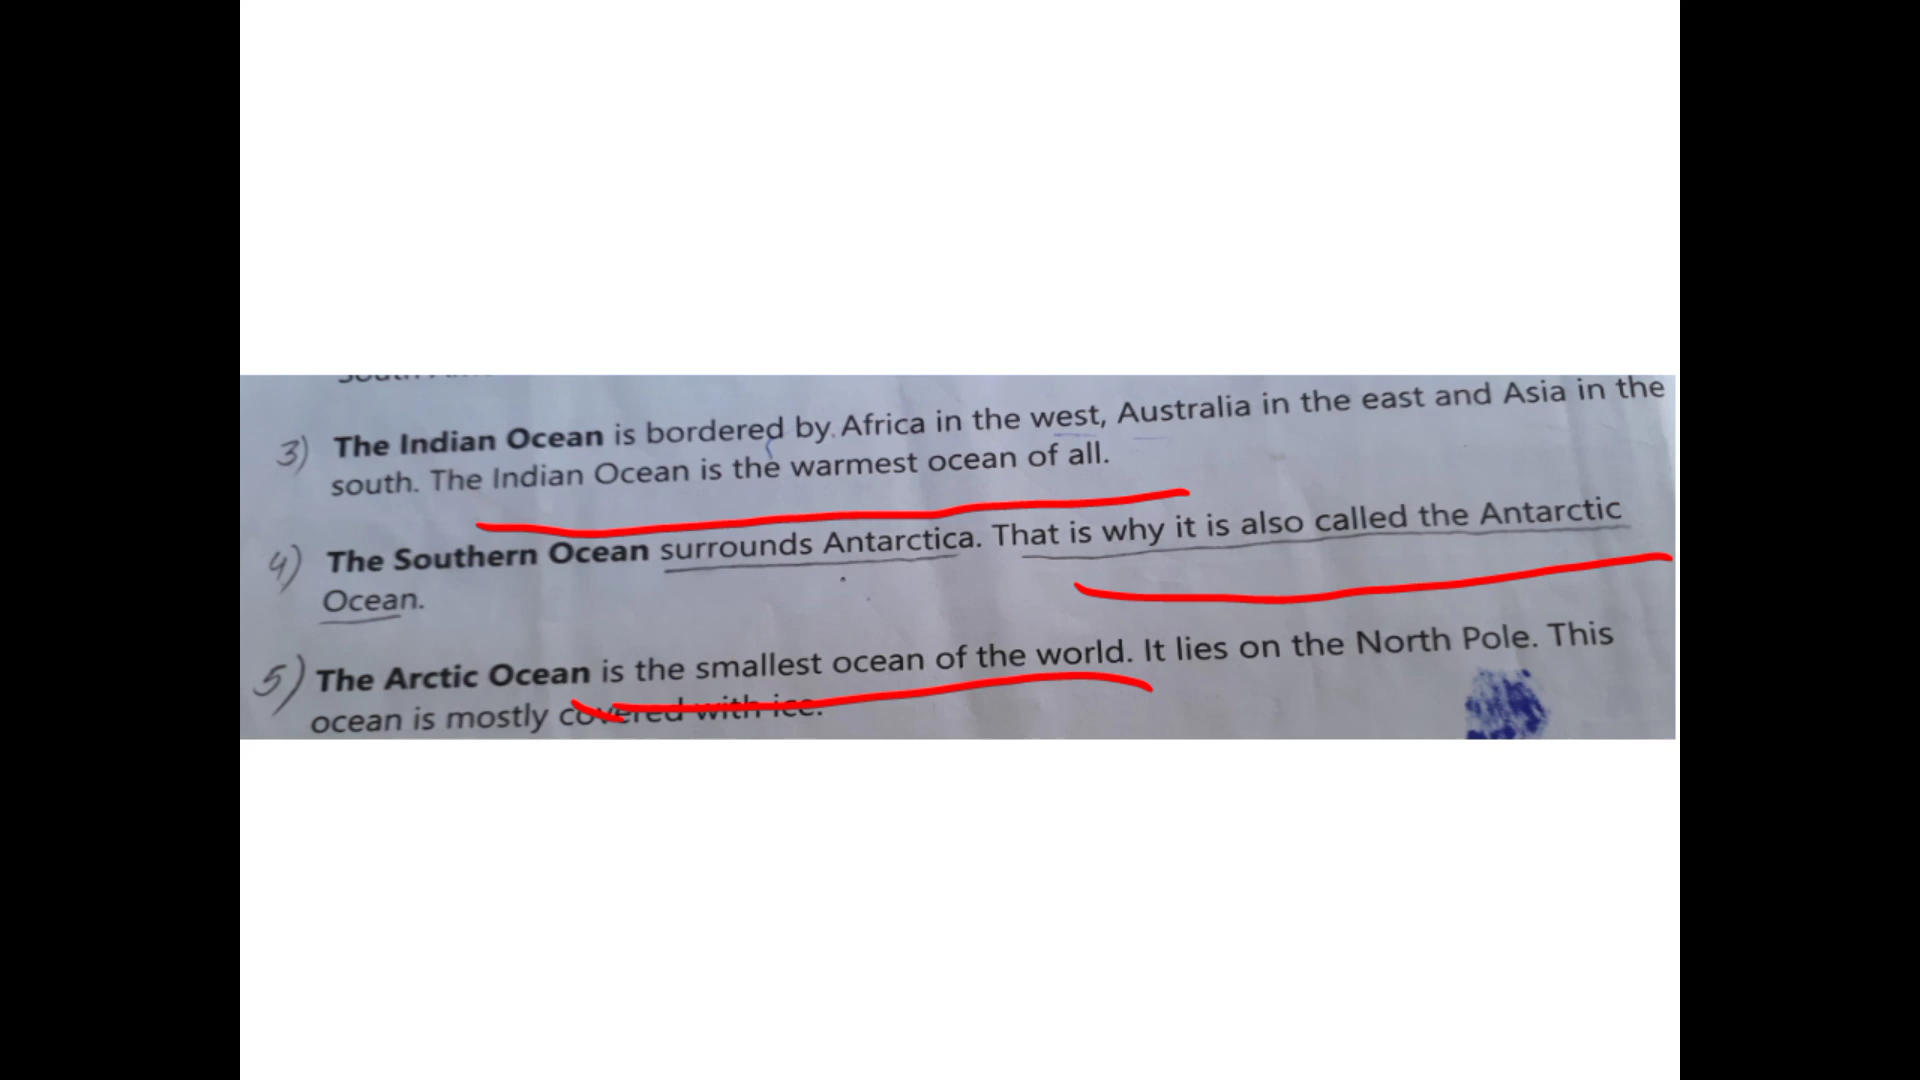 3) The Indian Ocean is bordered by Africa in the west, Australia in the east and Asia in the
south. The Indian Ocean is the warmest ocean of all.
4) The Southern Ocean surrounds Antarctica. That is why it is also called the Antarctic
Ocean.
5) The Arctic Ocean is the smallest ocean of the world. It lies on the North Pole. This
ocean is mostly covered with ice.